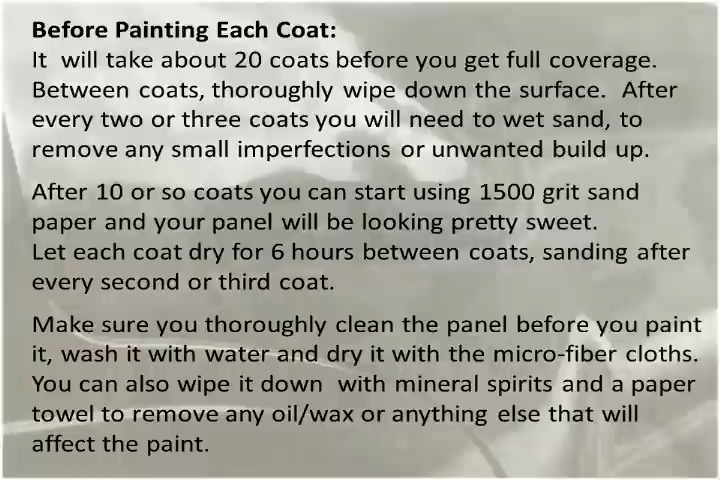 Before Painting Each Coat:
It  will take about 20 coats before you get full coverage.
Between coats, thoroughly wipe down the surface.  After
every two or three coats you will need to wet sand, to
remove any small imperfections or unwanted build up.
After 10 or so coats you can start using 1500 grit sand
paper and your panel will be looking pretty sweet.
Let each coat dry for 6 hours between coats, sanding after
every second or third coat.
Make sure you thoroughly clean the panel before you paint
it, wash it with water and dry it with the micro-fiber cloths.
You can also wipe it down  with mineral spirits and a paper
towel to remove any oil/wax or anything else that will
affect the paint.